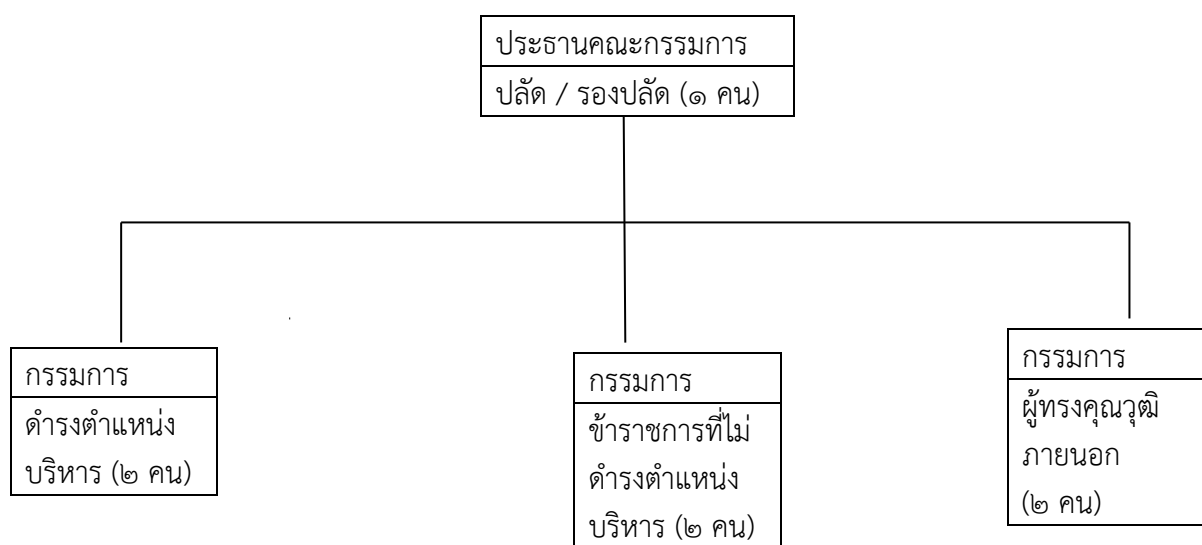 ประธานคณะกรรมการ
ปลัด / รองปลัด (๑ คน)
กรรมการ
ดำรงตำแหน่ง
บริหาร (๒ คน)
กรรมการ
ข้าราชการที่ไม่
ดำรงตำแหน่ง
บริหาร (๒ คน)
กรรมการ
ผู้ทรงคุณวุฒิ
ภายนอก
(๒ คน)